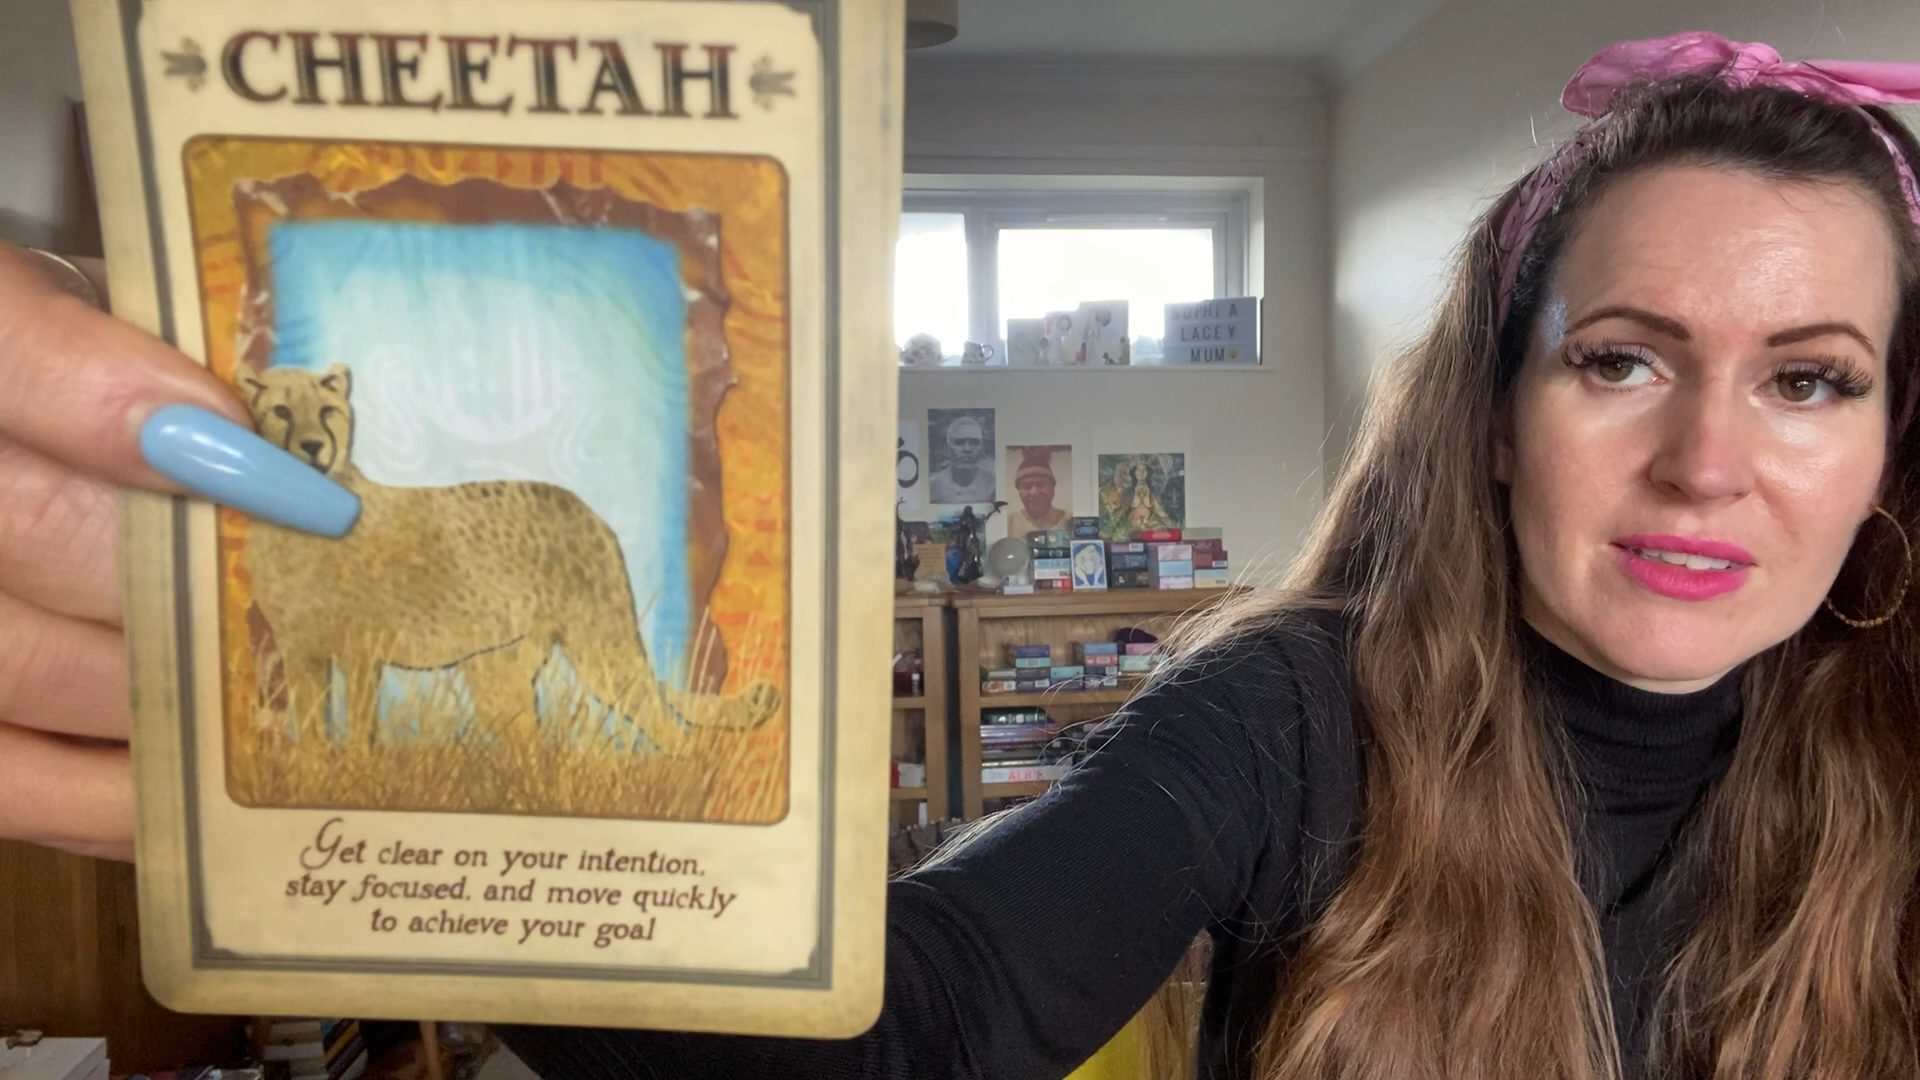 CHEETAH
Get clear on your intention,
stay focused, and move quickly
to achieve your goal
LACEY
MUM